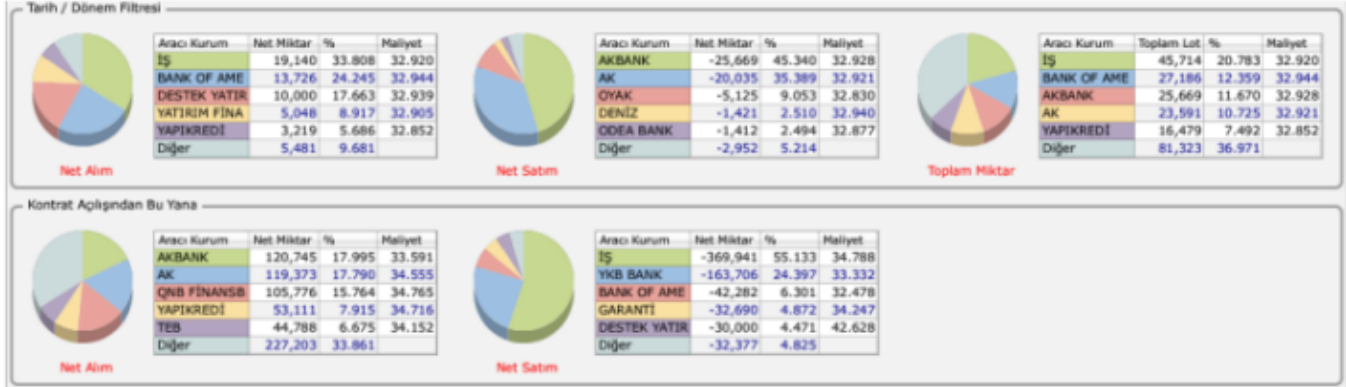 Tarih / Dönem Filtresi
Aracı Kurum Net Miktar % Maliyet
İŞ 19,140 33.808 32.920
BANK OF AME 13,726 24.245 32.944
DESTEK YATIR 10,000 17.663 32.939
YATIRIM FİNA 5,048 8.917 32.905
YAPIKREDİ 3,219 5.686 32.852
Diğer 5,481 9.681
Net Alım
Aracı Kurum Net Miktar % Maliyet
AKBANK -25,669 45.340 32.928
AK -20,035 35.389 32.921
OYAK -5,125 9.053 32.830
DENİZ -1,421 2.510 32.940
ODEA BANK -1,412 2.494 32.877
Diğer -2,952 5.214
Net Satım
Aracı Kurum Toplam Lot % Maliyet
İŞ 45,714 20.783 32.920
BANK OF AME 27,186 12.359 32.944
AKBANK 25,669 11.670 32.928
AK 23,591 10.725 32.921
YAPIKREDİ 16,479 7.492 32.852
Diğer 81,323 36.971
Toplam Miktar
Kontrat Açılışından Bu Yana
Aracı Kurum Net Miktar % Maliyet
AKBANK 120,745 17.995 33.591
AK 119,373 17.790 34.555
QNB FİNANSB 105,776 15.764 34.765
YAPIKREDİ 53,111 7.915 34.716
TEB 44,788 6.675 34.152
Diğer 227,203 33.861
Net Alım
Aracı Kurum Net Miktar % Maliyet
İŞ -369,941 55.133 34.788
YKB BANK -163,706 24.397 33.332
BANK OF AME -42,282 6.301 32.478
GARANTİ -32,690 4.872 34.247
DESTEK YATIR -30,000 4.471 42.628
Diğer -32,377 4.825
Net Satım